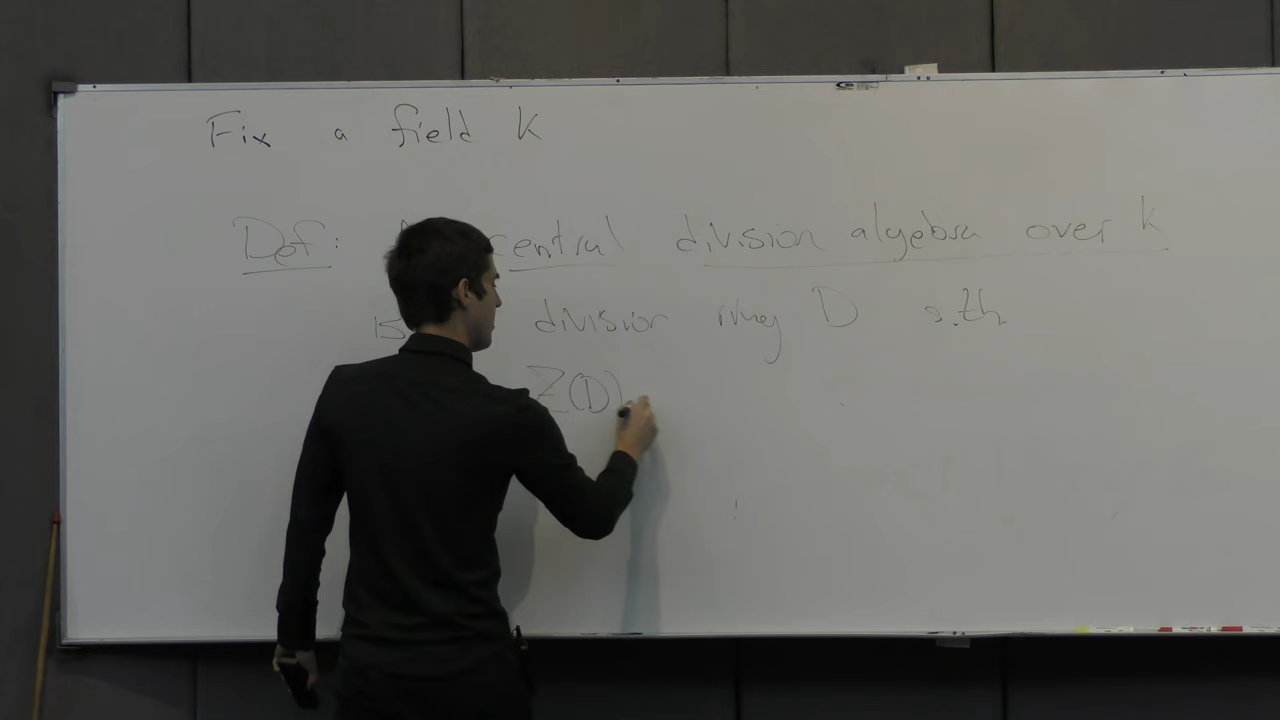 Fix a field k
Def: central division algebra over k
is division ring D s.th
Z(D)